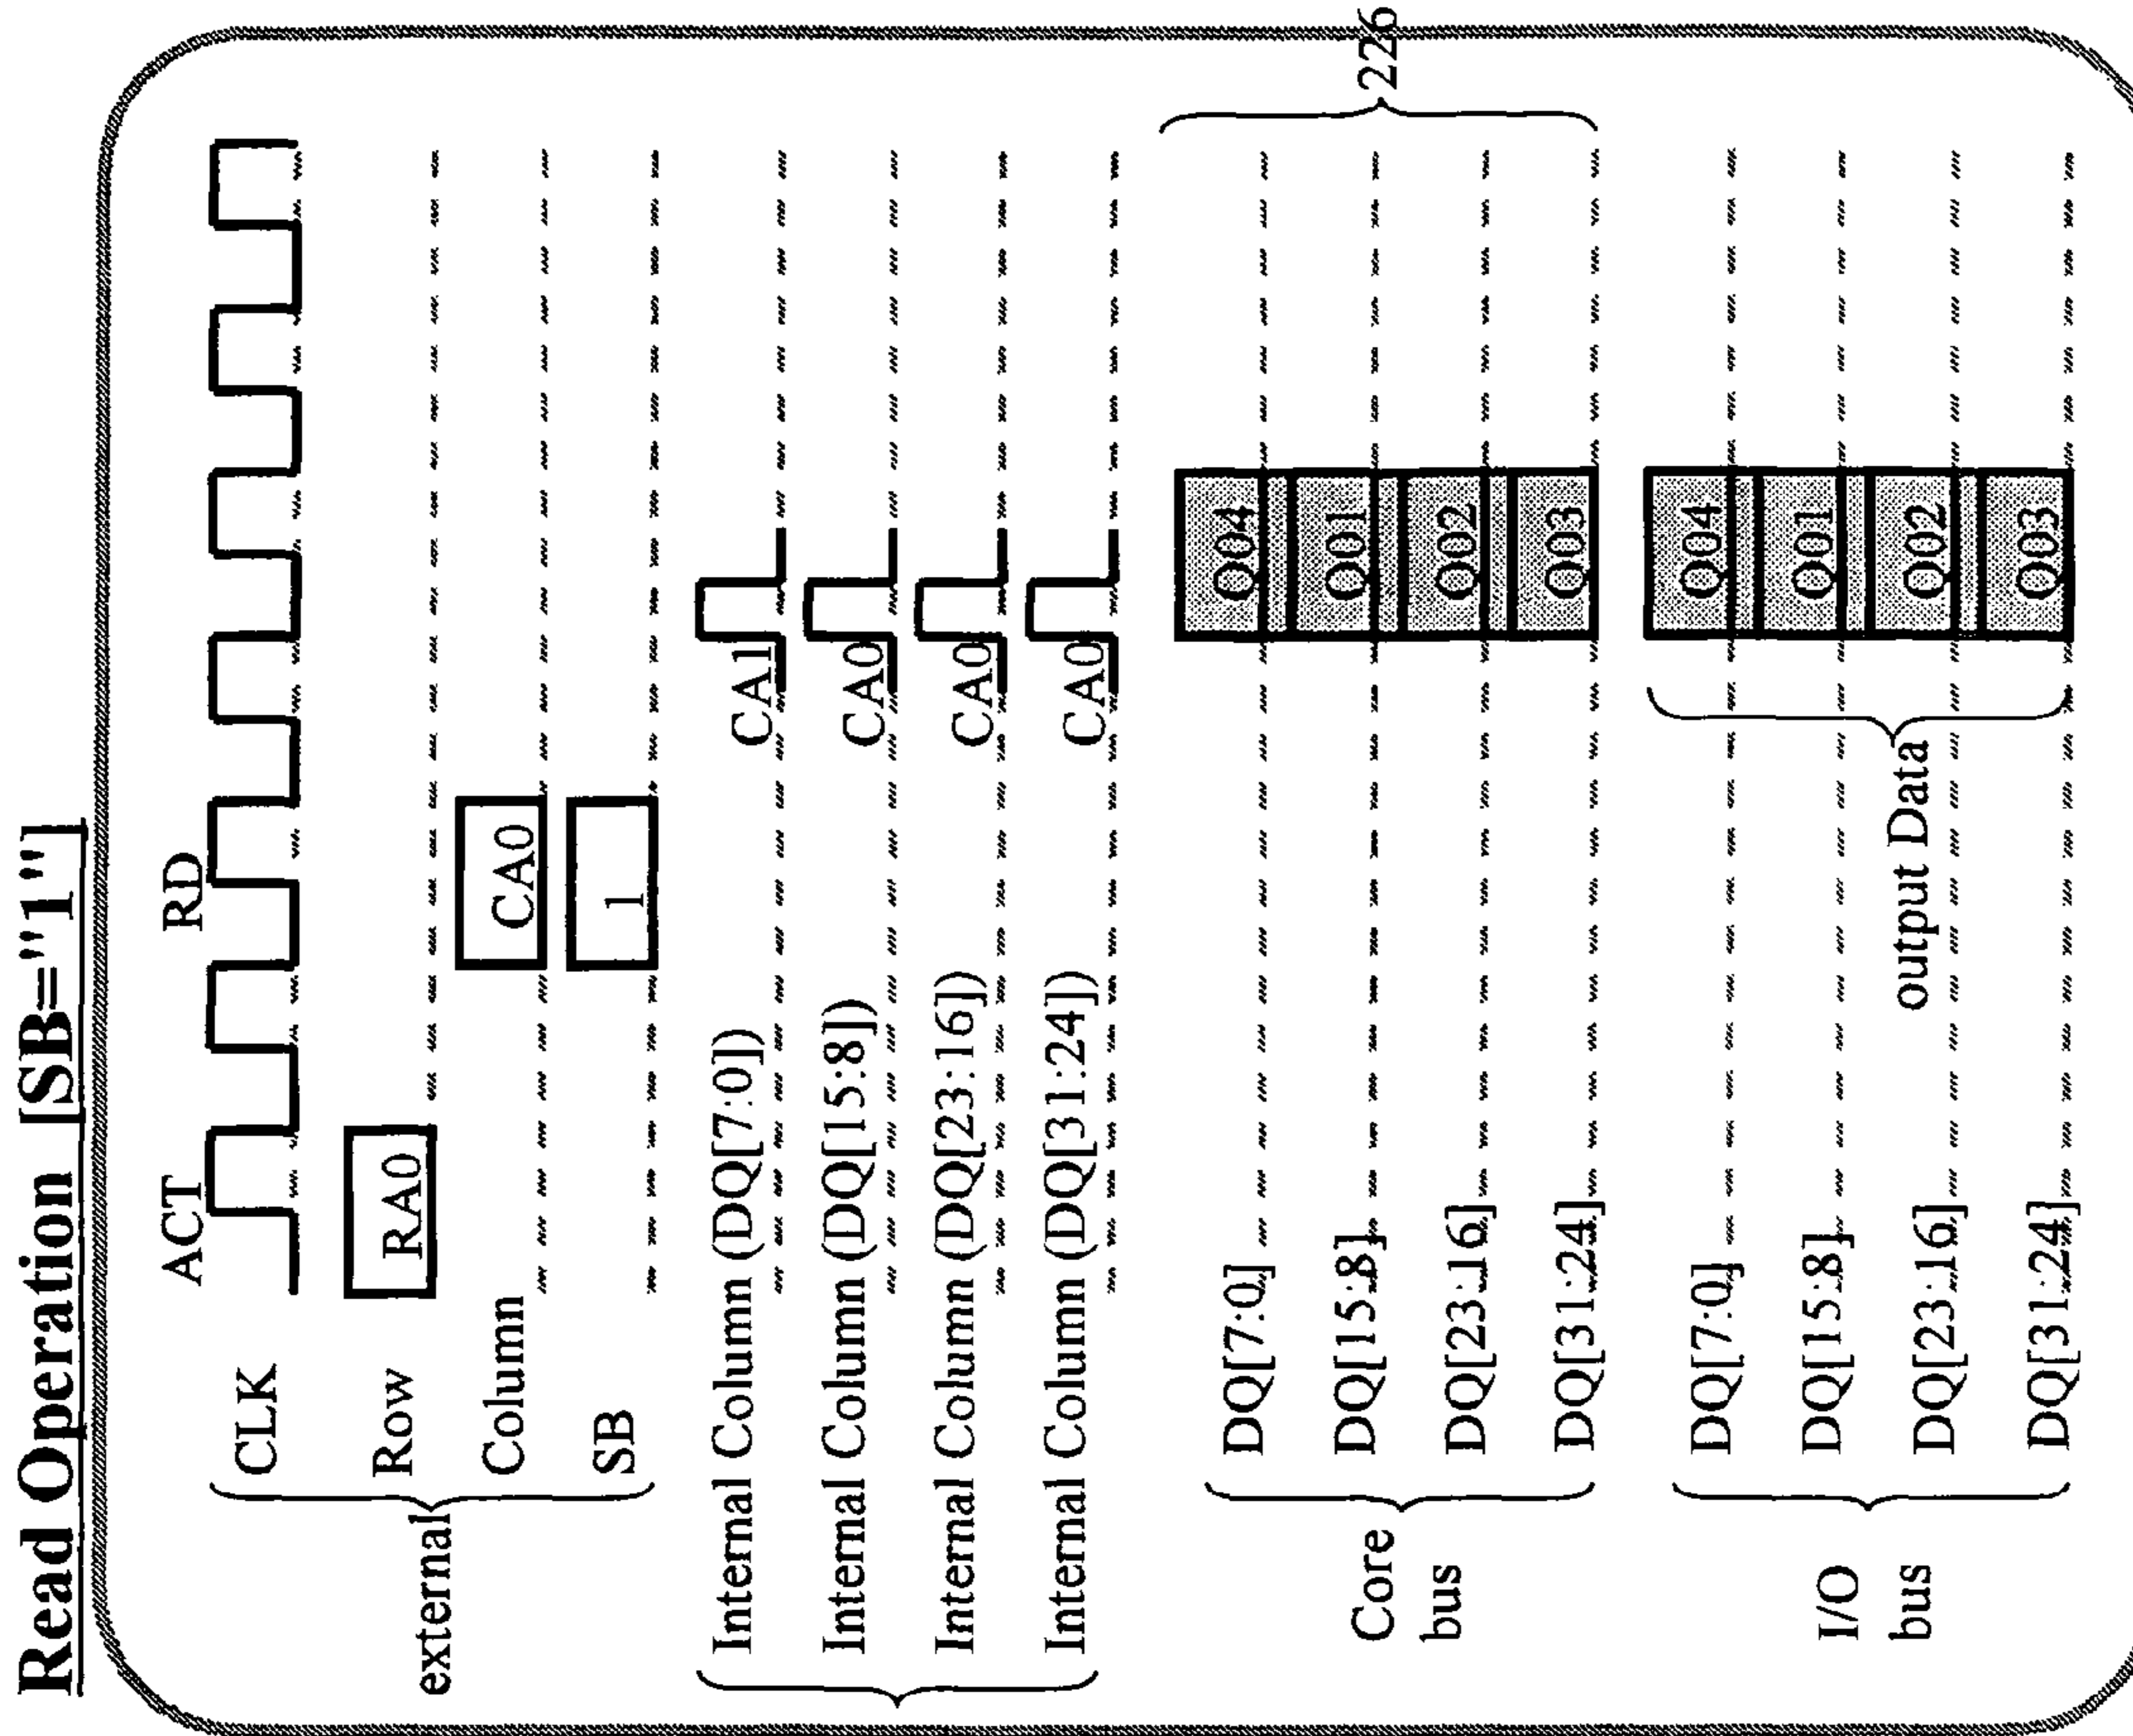 Read Operation [SB="1"]
ACT RD
external
CLK
Row RA0
Column CA0
SB 1
Internal Column (DQ[7:0]) CA1
Internal Column (DQ[15:8]) CA0
Internal Column (DQ[23:16]) CA0
Internal Column (DQ[31:24]) CA0
Core
bus
DQ[7:0] Q04
DQ[15:8] Q01
DQ[23:16] Q02
DQ[31:24] Q03
226
I/O
bus
DQ[7:0] Q04
DQ[15:8] Q01
DQ[23:16] Q02
DQ[31:24] Q03
output Data